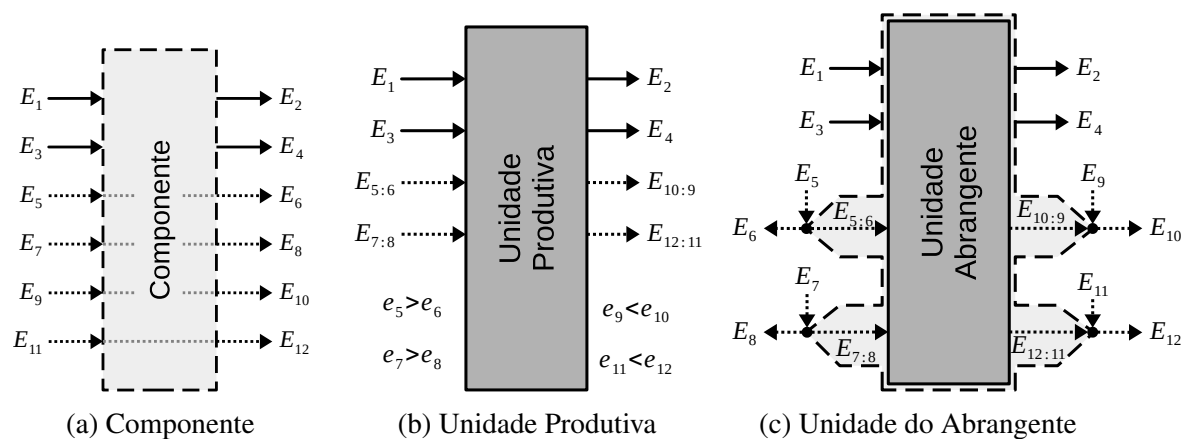 E1
E3
E5
E7
E9
E11
Componente
E2
E4
E6
E8
E10
E12
(a) Componente
E1
E3
E5:6
E7:8
Unidade
Produtiva
E2
E4
E10:9
E12:11
e5>e6
e7>e8
e9<e10
e11<e12
(b) Unidade Produtiva
E1
E3
E5
E6
E5:6
E7
E8
E7:8
Unidade
Abrangente
E2
E4
E9
E10:9
E10
E11
E12:11
E12
(c) Unidade do Abrangente